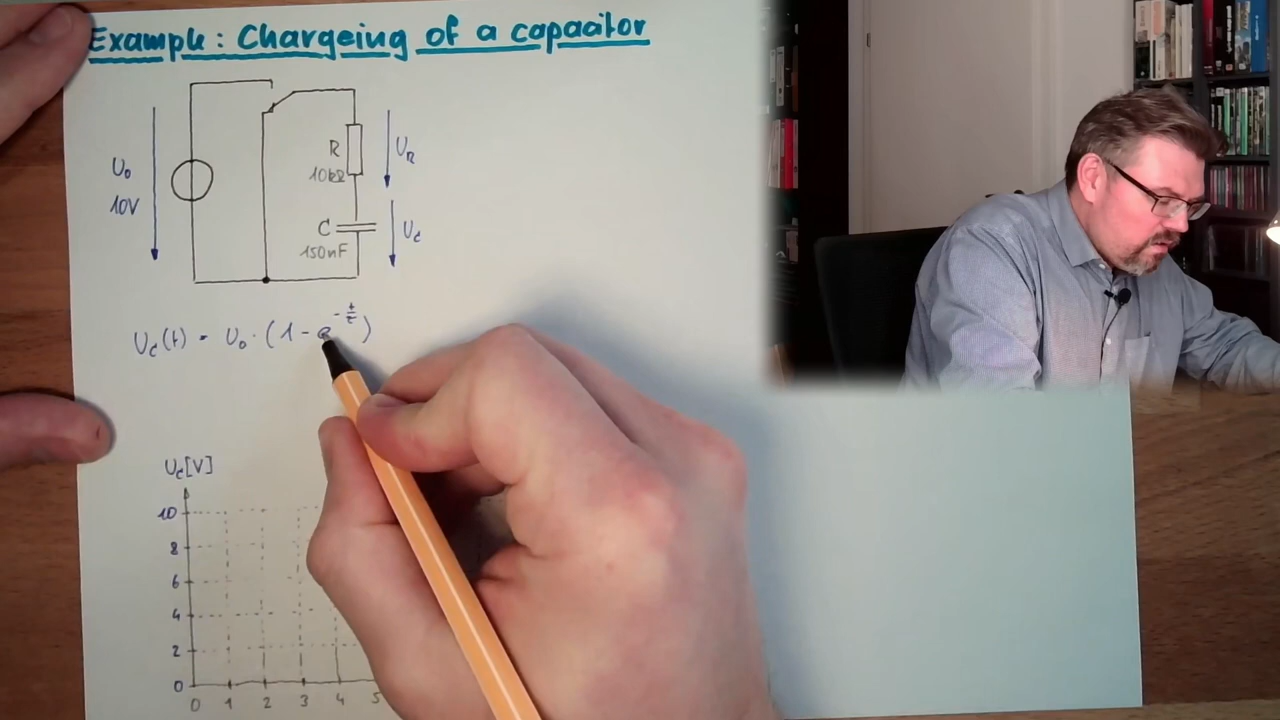 Example: Chargeing of a capacitor
U₀
10V
R
10kΩ
U_R
C
150nF
U_C
U_C(t) = U₀ · (1 - e^(-t/τ))
U_C[V]
10
8
6
4
2
0
0 1 2 3 4 5